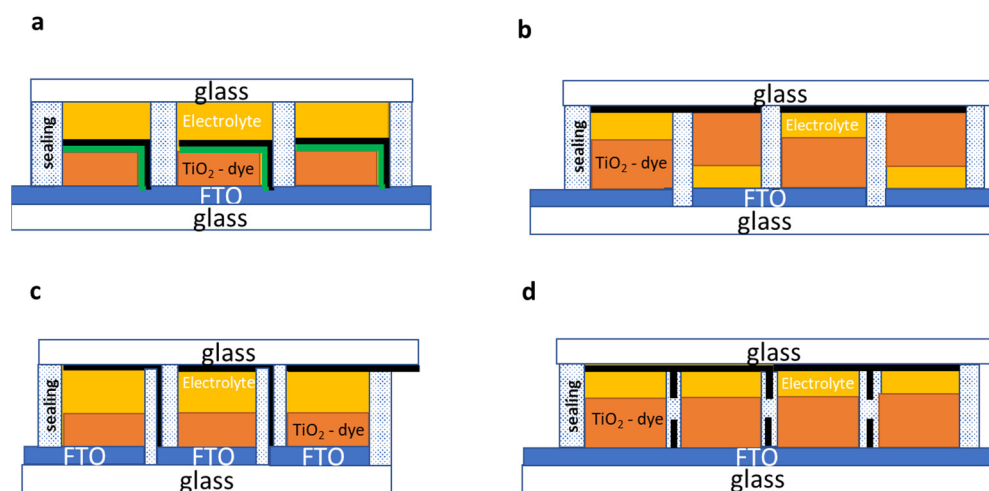 a
glass
sealing
Electrolyte
TiO₂ - dye
FTO
glass
b
glass
sealing
Electrolyte
TiO₂ - dye
FTO
glass
c
glass
sealing
Electrolyte
TiO₂ - dye
FTO FTO FTO
glass
d
glass
sealing
Electrolyte
TiO₂ - dye
FTO
glass